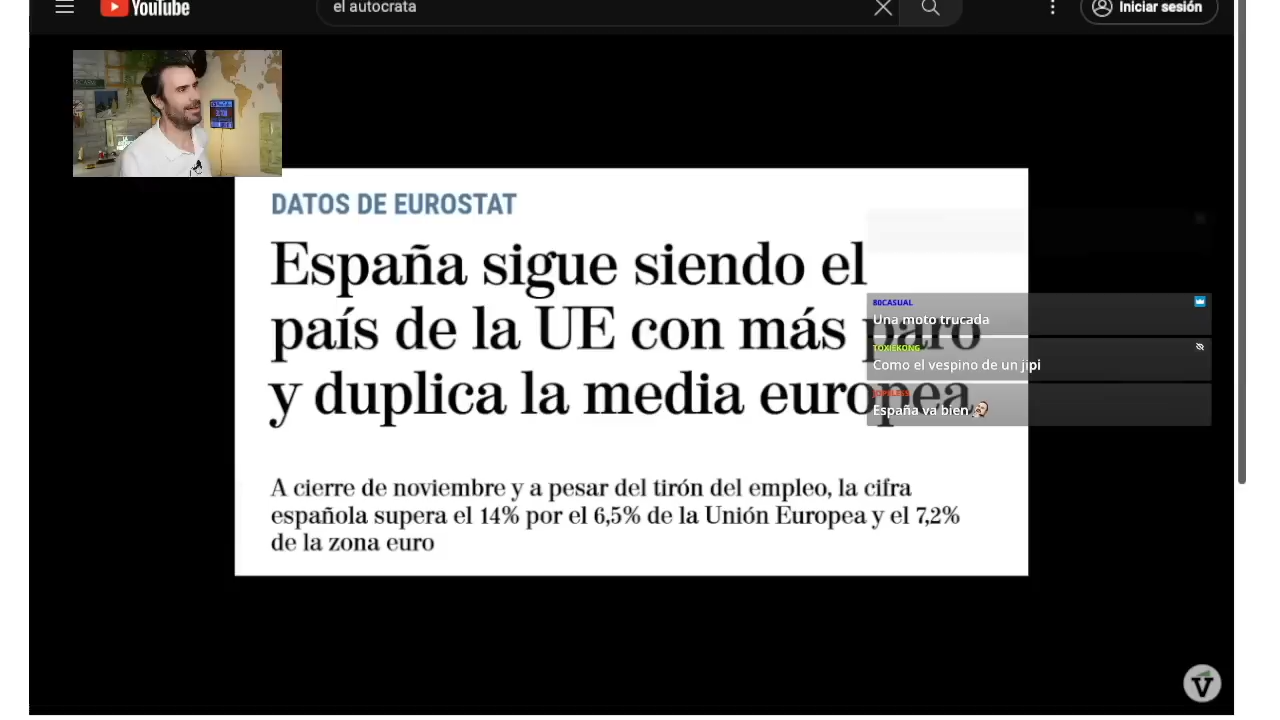 YouTube
el autocrata
Iniciar sesión
DATOS DE EUROSTAT
España sigue siendo el
país de la UE con más paro
y duplica la media europea
80CASUAL
Una moto trucada
TOXIEKONG
Como el vespino de un jipi
España va bien
A cierre de noviembre y a pesar del tirón del empleo, la cifra
española supera el 14% por el 6,5% de la Unión Europea y el 7,2%
de la zona euro
V